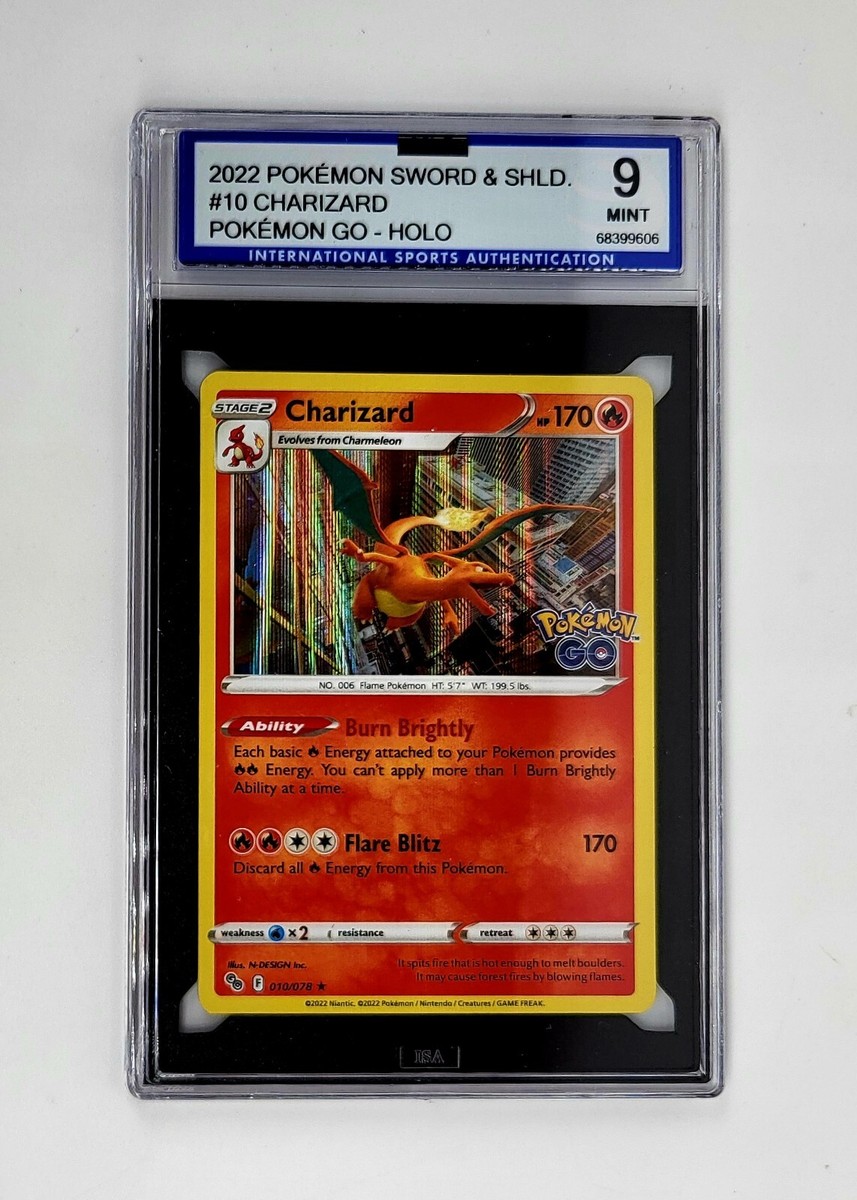 2022 POKÉMON SWORD & SHLD.
#10 CHARIZARD
POKÉMON GO - HOLO
9
MINT
68399606
INTERNATIONAL SPORTS AUTHENTICATION
STAGE 2
Charizard
HP 170
Evolves from Charmeleon
Pokémon
GO
TM
NO. 006 Flame Pokémon HT: 5'7" WT: 199.5 lbs.
Ability Burn Brightly
Each basic Energy attached to your Pokémon provides
Energy. You can't apply more than 1 Burn Brightly
Ability at a time.
Flare Blitz 170
Discard all Energy from this Pokémon.
weakness ×2 resistance retreat
Illus. N-DESIGN Inc.
It spits fire that is hot enough to melt boulders.
It may cause forest fires by blowing flames.
GO F 010/078 ★
©2022 Niantic. ©2022 Pokémon / Nintendo / Creatures / GAME FREAK.
ISA